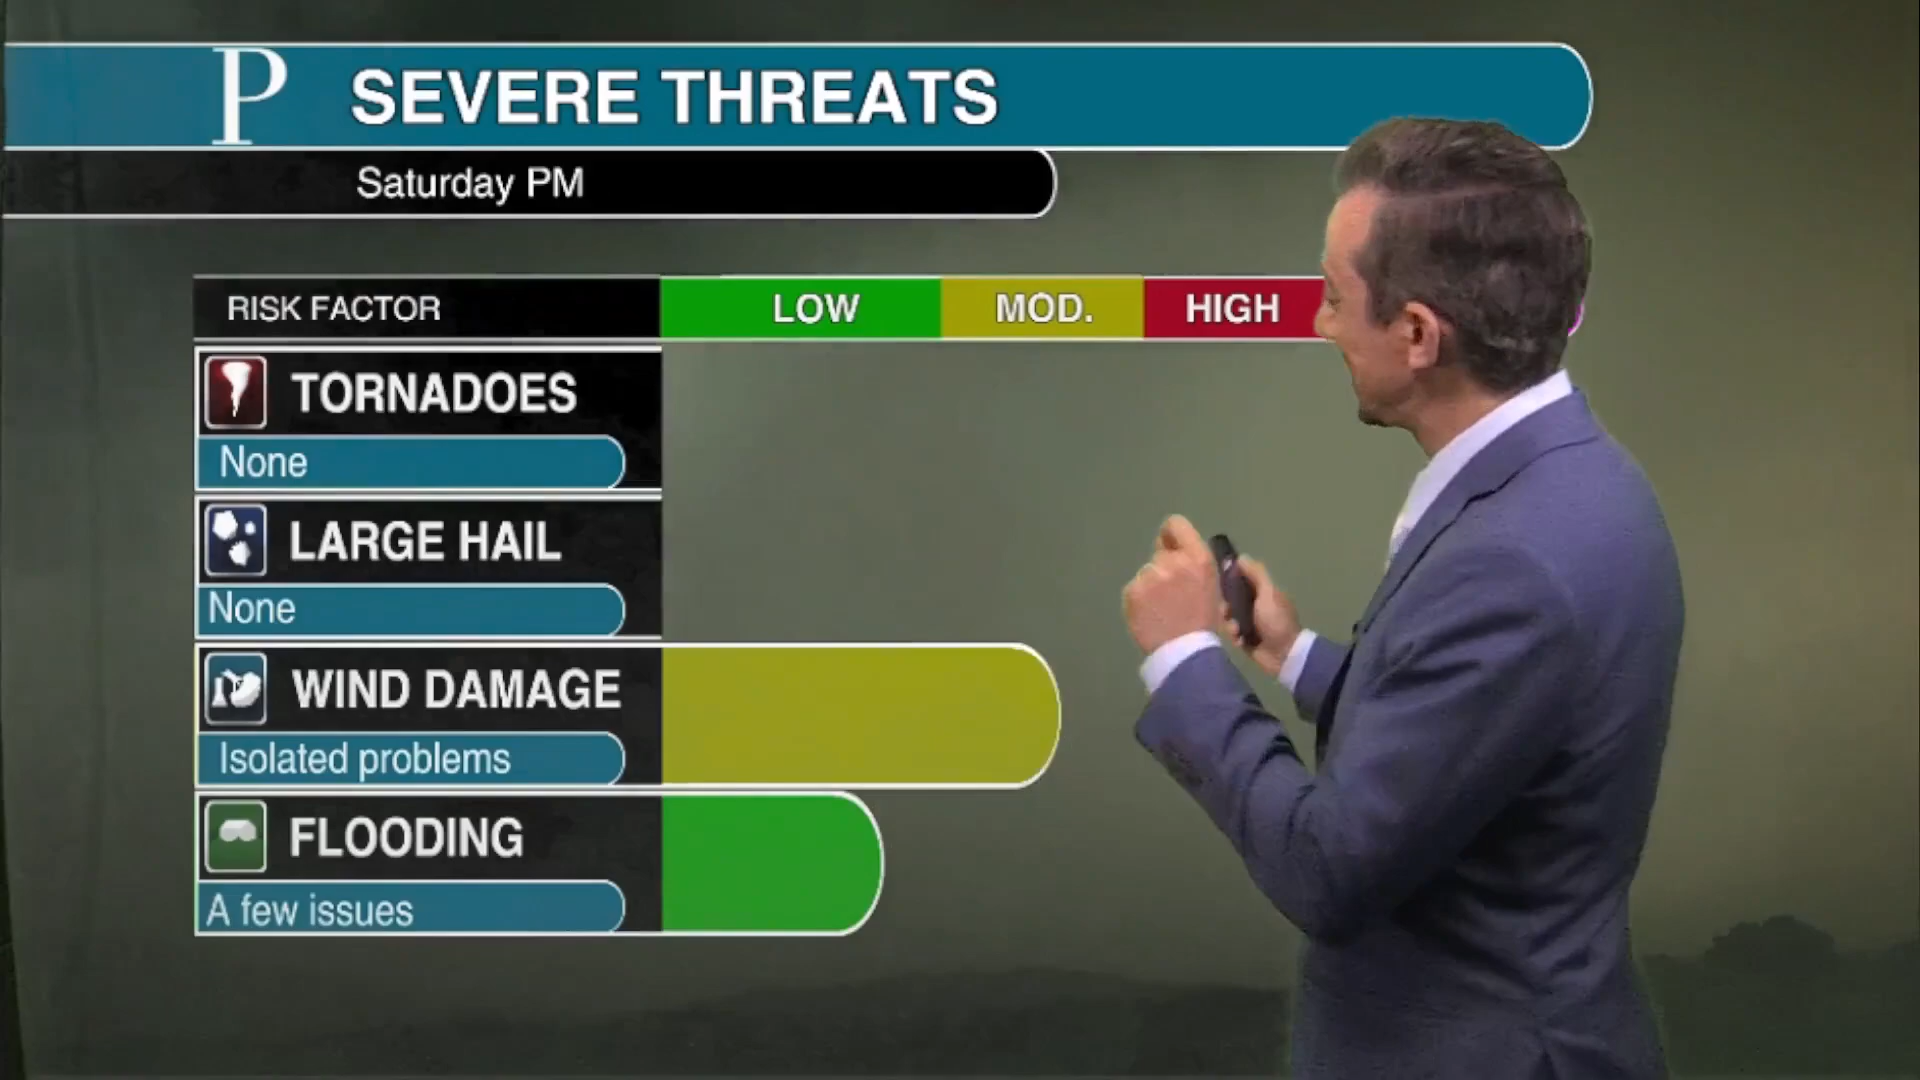 P SEVERE THREATS
Saturday PM
RISK FACTOR LOW MOD. HIGH
TORNADOES
None
LARGE HAIL
None
WIND DAMAGE
Isolated problems
FLOODING
A few issues